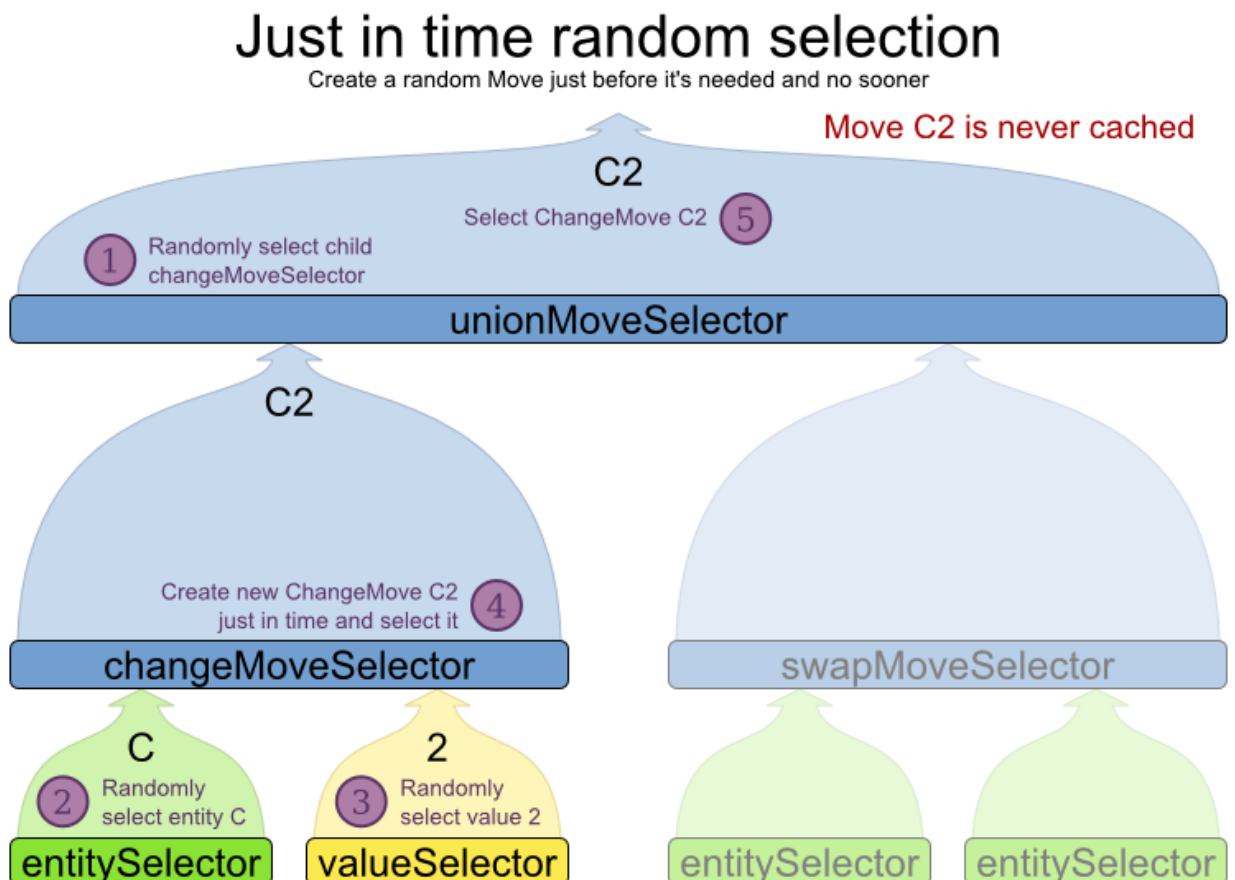 Just in time random selection
Create a random Move just before it's needed and no sooner
Move C2 is never cached
C2
Select ChangeMove C2 5
1 Randomly select child
changeMoveSelector
unionMoveSelector
C2
Create new ChangeMove C2 4
just in time and select it
changeMoveSelector
swapMoveSelector
C
2
2 Randomly
select entity C
3 Randomly
select value 2
entitySelector
valueSelector
entitySelector
entitySelector